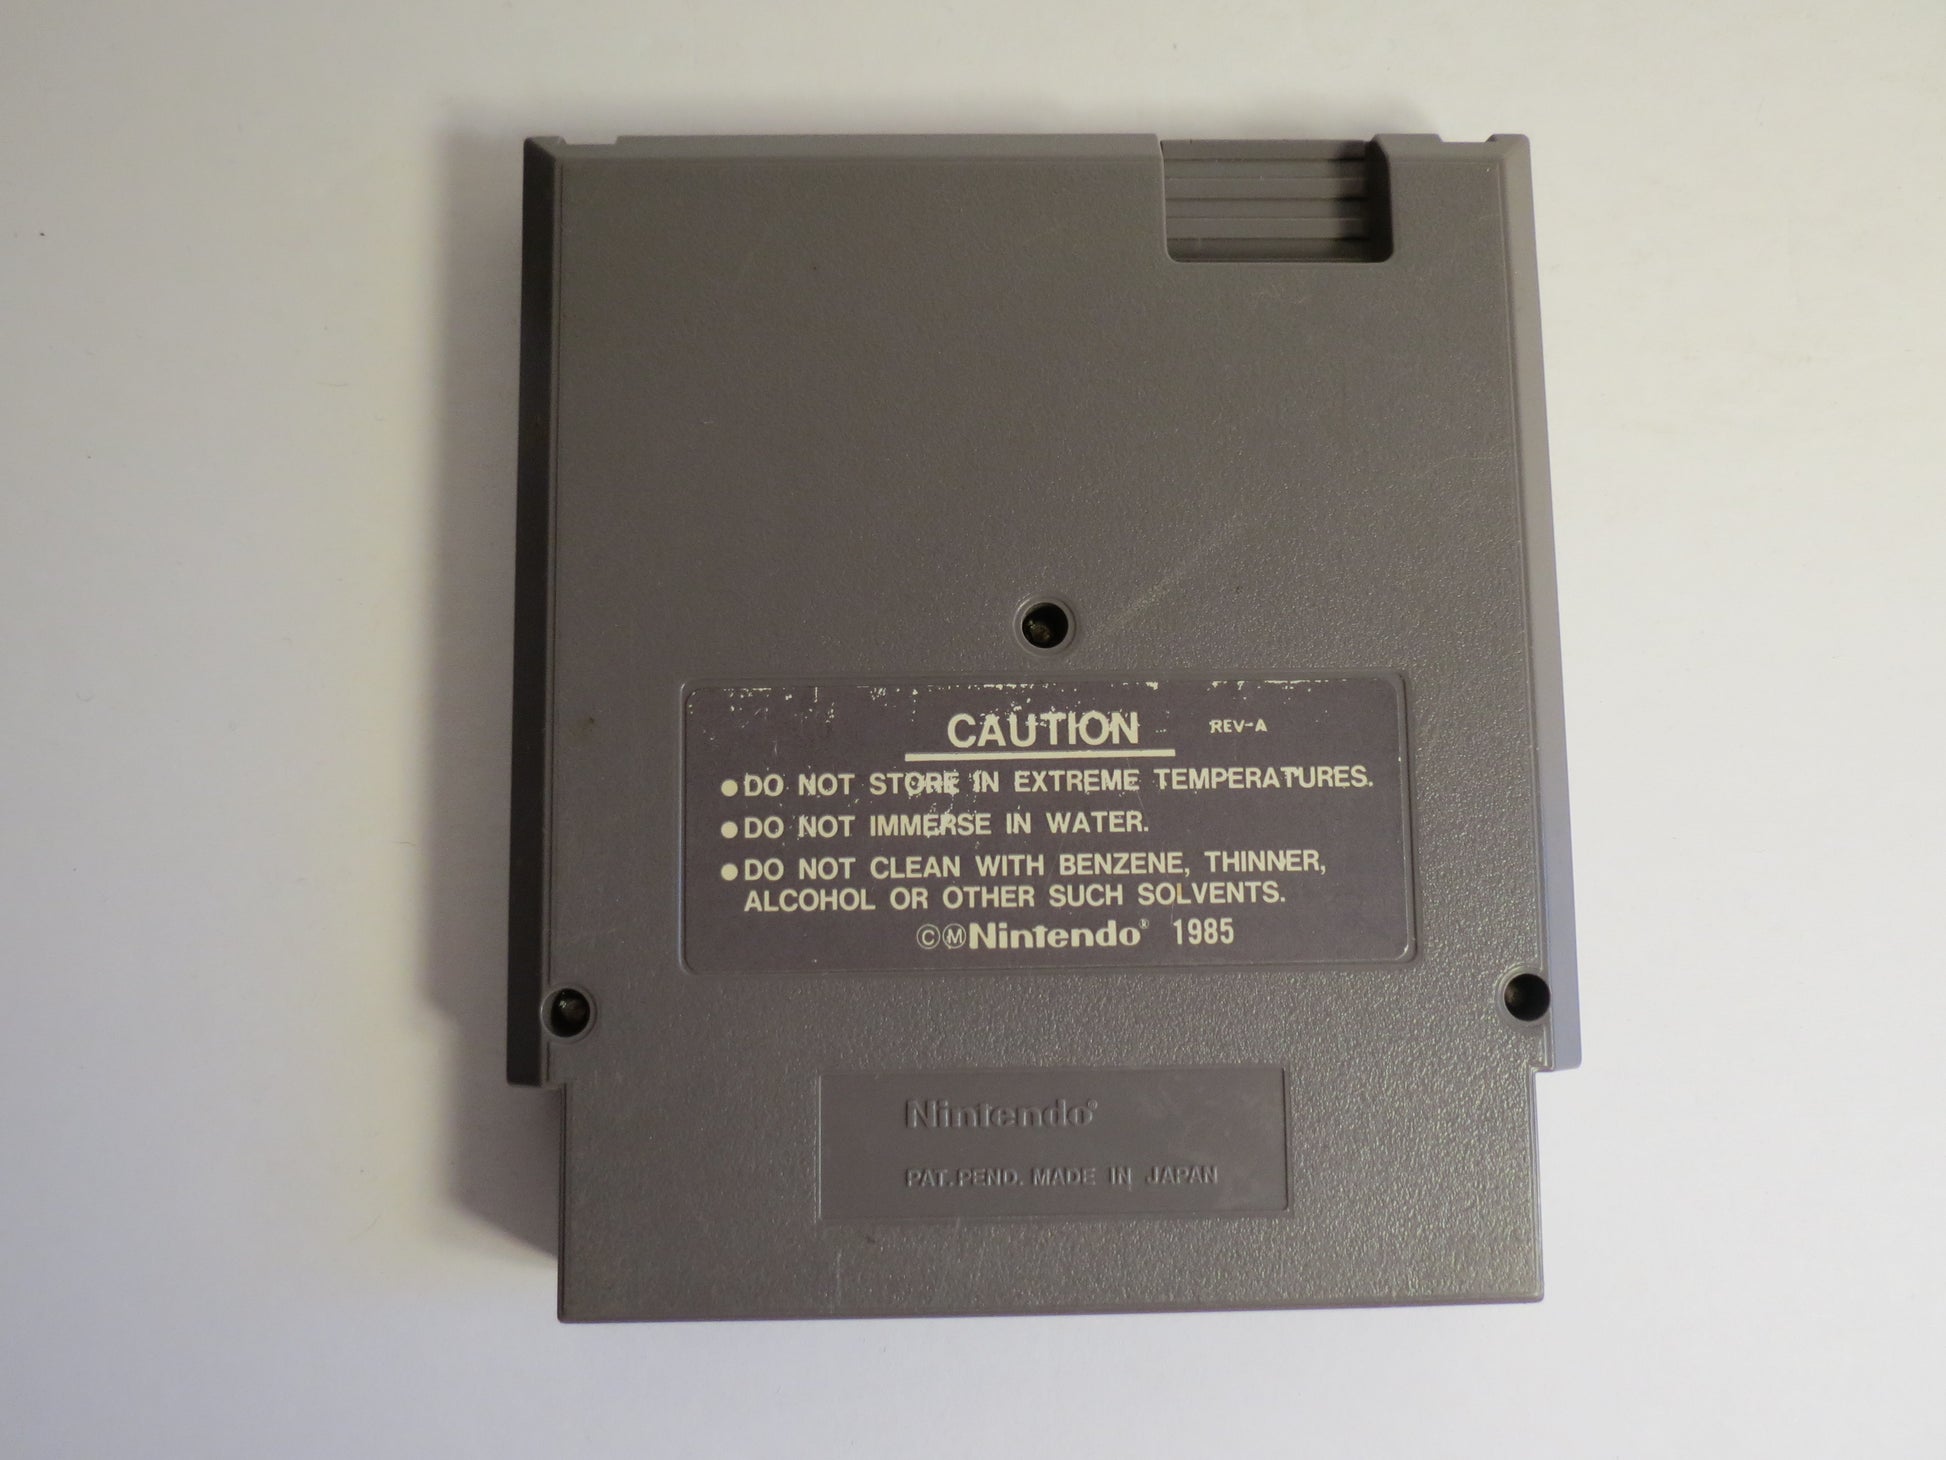 CAUTION REV-A
●DO NOT STORE IN EXTREME TEMPERATURES.
●DO NOT IMMERSE IN WATER.
●DO NOT CLEAN WITH BENZENE, THINNER,
ALCOHOL OR OTHER SUCH SOLVENTS.
ⒸⓂNintendo® 1985
Nintendo®
PAT.PEND. MADE IN JAPAN